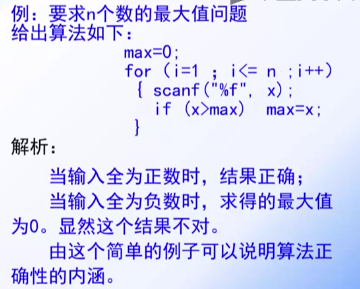 例：要求n个数的最大值问题
给出算法如下：
max=0;
for (i=1 ; i<= n ;i++)
{ scanf("%f", x);
if (x>max) max=x;
}
解析：
当输入全为正数时，结果正确；
当输入全为负数时，求得的最大值
为0。显然这个结果不对。
由这个简单的例子可以说明算法正
确性的内涵。